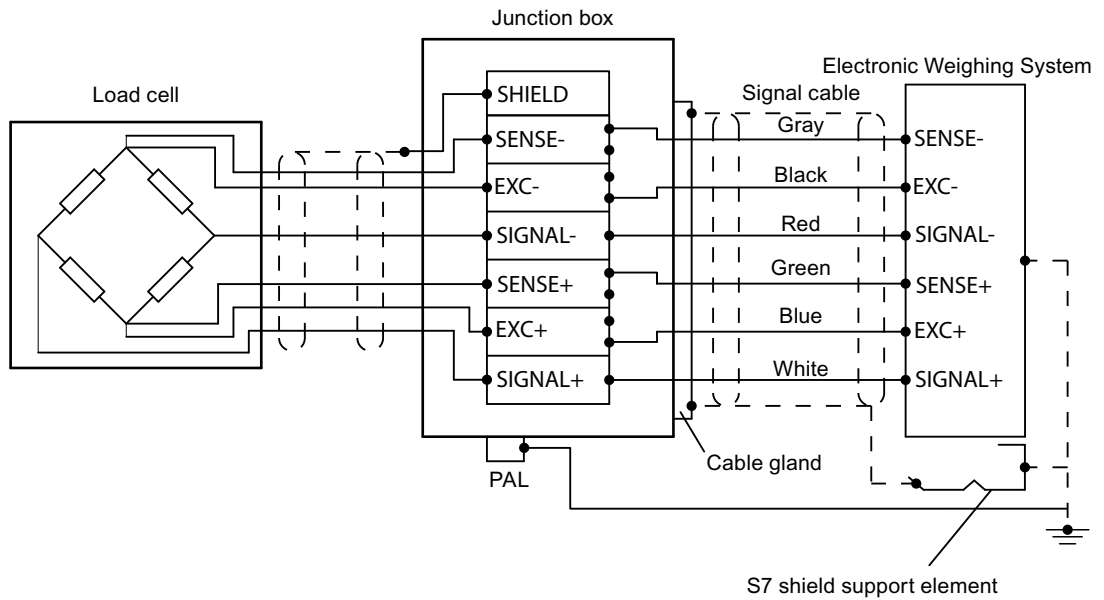 Junction box
Electronic Weighing System
Load cell
Signal cable
SHIELD
SENSE-
EXC-
SIGNAL-
SENSE+
EXC+
SIGNAL+
Gray
Black
Red
Green
Blue
White
SENSE-
EXC-
SIGNAL-
SENSE+
EXC+
SIGNAL+
Cable gland
PAL
S7 shield support element